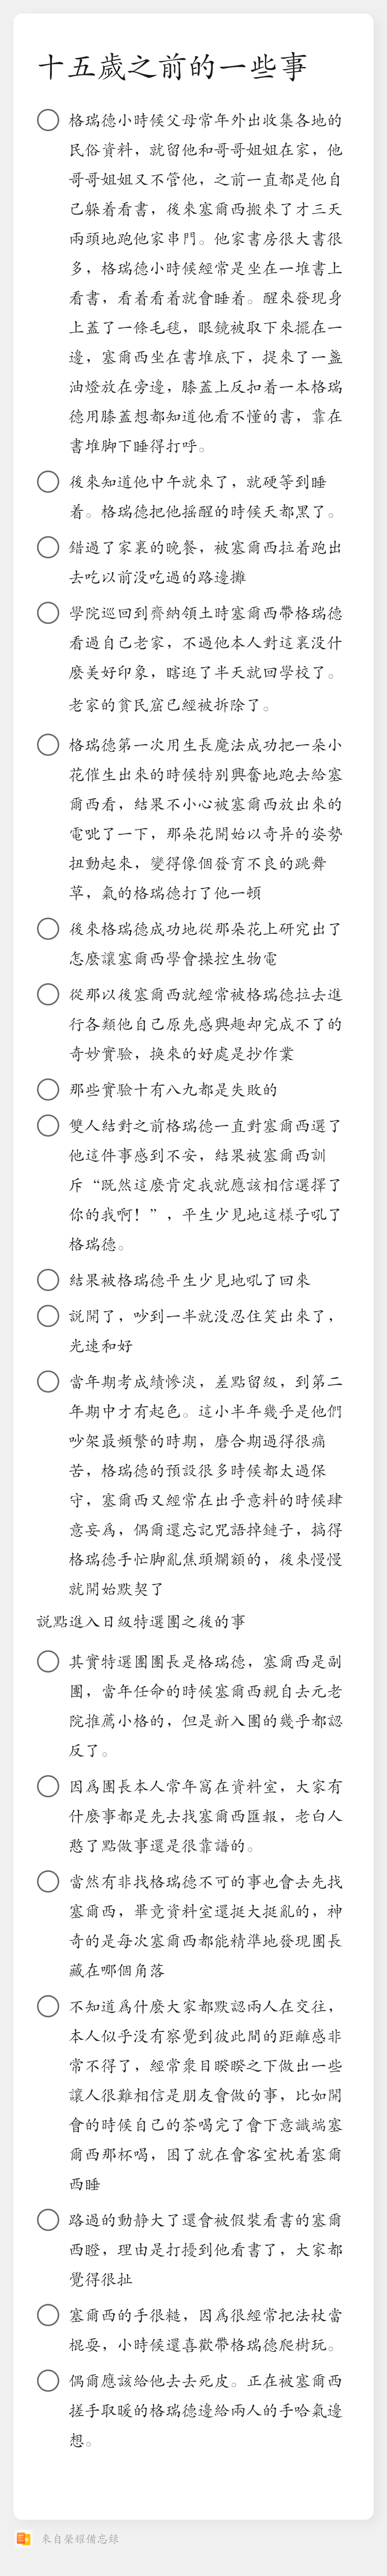 十五歲之前的一些事
格瑞德小時候父母常年外出收集各地的
民俗資料，就留他和哥哥姐姐在家，他
哥哥姐姐又不管他，之前一直都是他自
己躲着看書，後來塞爾西搬來了才三天
兩頭地跑他家串門。他家書房很大書很
多，格瑞德小時候經常是坐在一堆書上
看書，看着看着就會睡着。醒來發現身
上蓋了一條毛毯，眼鏡被取下來擺在一
邊，塞爾西坐在書堆底下，提來了一盞
油燈放在旁邊，膝蓋上反扣着一本格瑞
德用膝蓋想都知道他看不懂的書，靠在
書堆脚下睡得打呼。
後來知道他中午就來了，就硬等到睡
着。格瑞德把他摇醒的時候天都黑了。
錯過了家裏的晚餐，被塞爾西拉着跑出
去吃以前没吃過的路邊攤
學院巡回到齊納領土時塞爾西帶格瑞德
看過自己老家，不過他本人對這裏没什
麽美好印象，瞎逛了半天就回學校了。
老家的貧民窟已經被拆除了。
格瑞德第一次用生長魔法成功把一朵小
花催生出來的時候特别興奮地跑去給塞
爾西看，結果不小心被塞爾西放出來的
電呲了一下，那朵花開始以奇异的姿勢
扭動起來，變得像個發育不良的跳舞
草，氣的格瑞德打了他一頓
後來格瑞德成功地從那朵花上研究出了
怎麽讓塞爾西學會操控生物電
從那以後塞爾西就經常被格瑞德拉去進
行各類他自己原先感興趣却完成不了的
奇妙實驗，换來的好處是抄作業
那些實驗十有八九都是失敗的
雙人結對之前格瑞德一直對塞爾西選了
他這件事感到不安，結果被塞爾西訓
斥“既然這麽肯定我就應該相信選擇了
你的我啊！”，平生少見地這樣子吼了
格瑞德。
結果被格瑞德平生少見地吼了回來
説開了，吵到一半就没忍住笑出來了，
光速和好
當年期考成績慘淡，差點留級，到第二
年期中才有起色。這小半年幾乎是他們
吵架最頻繁的時期，磨合期過得很痛
苦，格瑞德的預設很多時候都太過保
守，塞爾西又經常在出乎意料的時候肆
意妄爲，偶爾還忘記咒語掉鏈子，搞得
格瑞德手忙脚亂焦頭爛額的，後來慢慢
就開始默契了
説點進入日級特選團之後的事
其實特選團團長是格瑞德，塞爾西是副
團，當年任命的時候塞爾西親自去元老
院推薦小格的，但是新入團的幾乎都認
反了。
因爲團長本人常年窩在資料室，大家有
什麽事都是先去找塞爾西匯報，老白人
憨了點做事還是很靠譜的。
當然有非找格瑞德不可的事也會去先找
塞爾西，畢竟資料室還挺大挺亂的，神
奇的是每次塞爾西都能精準地發現團長
藏在哪個角落
不知道爲什麽大家都默認兩人在交往，
本人似乎没有察覺到彼此間的距離感非
常不得了，經常衆目睽睽之下做出一些
讓人很難相信是朋友會做的事，比如開
會的時候自己的茶喝完了會下意識端塞
爾西那杯喝，困了就在會客室枕着塞爾
西睡
路過的動静大了還會被假裝看書的塞爾
西瞪，理由是打擾到他看書了，大家都
覺得很扯
塞爾西的手很糙，因爲很經常把法杖當
棍耍，小時候還喜歡帶格瑞德爬樹玩。
偶爾應該給他去去死皮。正在被塞爾西
搓手取暖的格瑞德邊給兩人的手哈氣邊
想。
來自榮耀備忘録